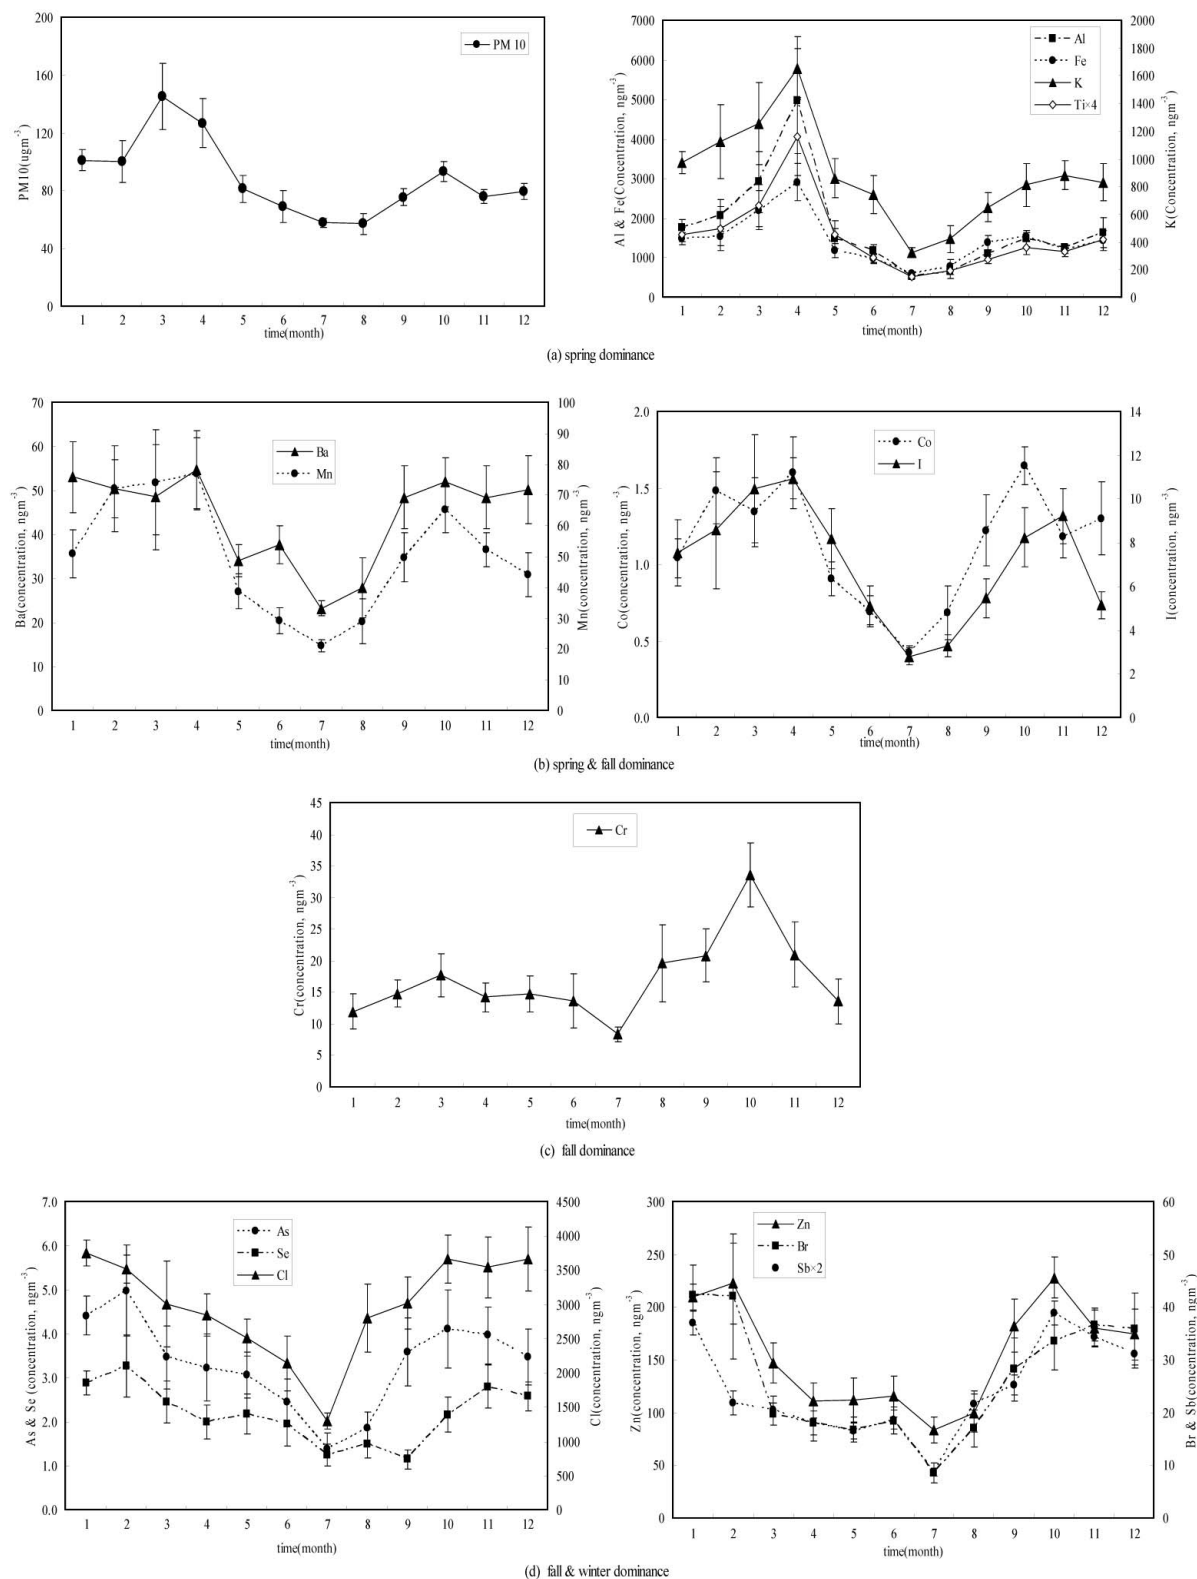 200
160
120
80
40
0
PM10(ugm-3)
PM 10
1 2 3 4 5 6 7 8 9 10 11 12
time(month)
7000
6000
5000
4000
3000
2000
1000
0
Al & Fe(Concentration, ngm-3)
Al
Fe
K
Ti×4
2000
1800
1600
1400
1200
1000
800
600
400
200
0
K(Concentration, ngm-3)
1 2 3 4 5 6 7 8 9 10 11 12
time(month)
(a) spring dominance
70
60
50
40
30
20
10
0
Ba(concentration, ngm-3)
Ba
Mn
100
90
80
70
60
50
40
30
20
10
0
Mn(concentration, ngm-3)
1 2 3 4 5 6 7 8 9 10 11 12
time(month)
2.0
1.5
1.0
0.5
0.0
Co(concentration, ngm-3)
Co
I
14
12
10
8
6
4
2
0
I(concentration, ngm-3)
1 2 3 4 5 6 7 8 9 10 11 12
time(month)
(b) spring & fall dominance
45
40
35
30
25
20
15
10
5
0
Cr(concentration, ngm-3)
Cr
1 2 3 4 5 6 7 8 9 10 11 12
time(month)
(c) fall dominance
7.0
6.0
5.0
4.0
3.0
2.0
1.0
0.0
As & Se (concentration, ngm-3)
As
Se
Cl
4500
4000
3500
3000
2500
2000
1500
1000
500
0
Cl(concentration, ngm-3)
1 2 3 4 5 6 7 8 9 10 11 12
time(month)
300
250
200
150
100
50
0
Zn(concentration, ngm-3)
Zn
Br
Sb×2
60
50
40
30
20
10
0
Br & Sb(concentration, ngm-3)
1 2 3 4 5 6 7 8 9 10 11 12
time(month)
(d) fall & winter dominance